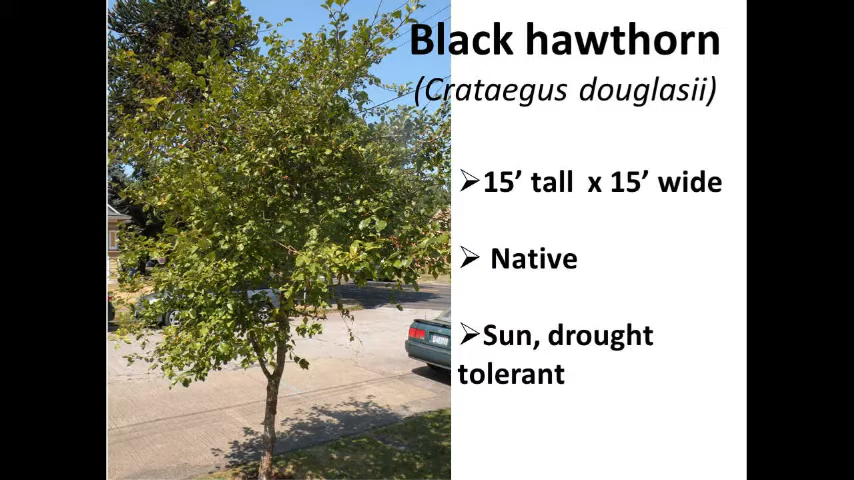 Black hawthorn
(Crataegus douglasii)
➢15’ tall x 15’ wide
➢ Native
➢Sun, drought
tolerant